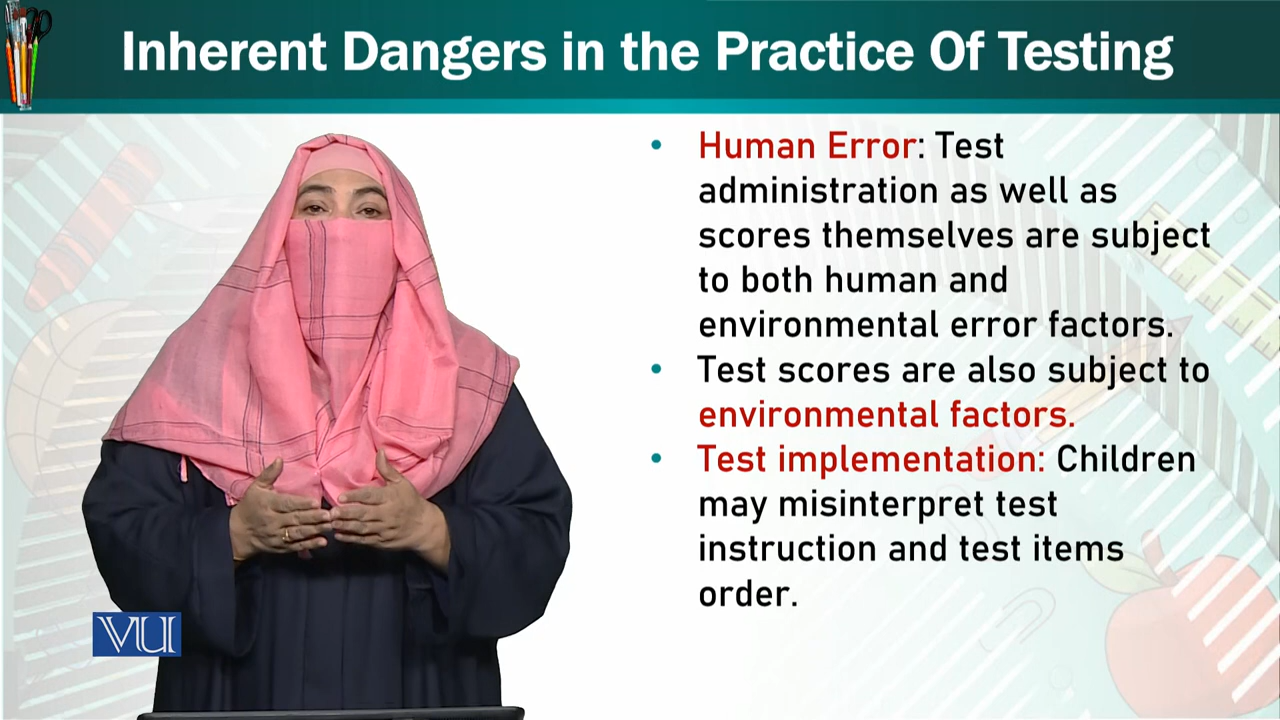 Inherent Dangers in the Practice Of Testing
• Human Error: Test
administration as well as
scores themselves are subject
to both human and
environmental error factors.
• Test scores are also subject to
environmental factors.
• Test implementation: Children
may misinterpret test
instruction and test items
order.
VU